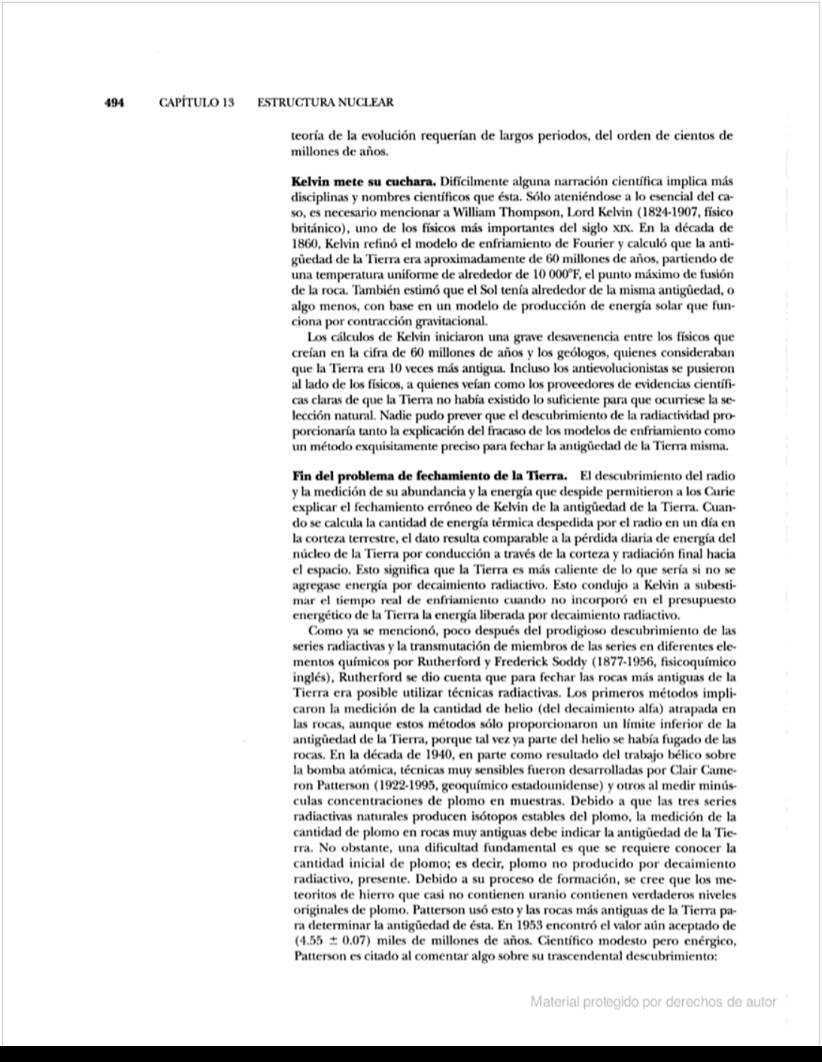 494 CAPÍTULO 13 ESTRUCTURA NUCLEAR
teoría de la evolución requerían de largos periodos, del orden de cientos de
millones de años.
Kelvin mete su cuchara. Difícilmente alguna narración científica implica más
disciplinas y nombres científicos que ésta. Sólo ateniéndose a lo esencial del ca-
so, es necesario mencionar a William Thompson, Lord Kelvin (1824-1907, físico
británico), uno de los físicos más importantes del siglo XIX. En la década de
1860, Kelvin refinó el modelo de enfriamiento de Fourier y calculó que la anti-
güedad de la Tierra era aproximadamente de 60 millones de años, partiendo de
una temperatura uniforme de alrededor de 10 000°F, el punto máximo de fusión
de la roca. También estimó que el Sol tenía alrededor de la misma antigüedad, o
algo menos, con base en un modelo de producción de energía solar que fun-
ciona por contracción gravitacional.
Los cálculos de Kelvin iniciaron una grave desavenencia entre los físicos que
creían en la cifra de 60 millones de años y los geólogos, quienes consideraban
que la Tierra era 10 veces más antigua. Incluso los antievolucionistas se pusieron
al lado de los físicos, a quienes veían como los proveedores de evidencias científi-
cas claras de que la Tierra no había existido lo suficiente para que ocurriese la se-
lección natural. Nadie pudo prever que el descubrimiento de la radiactividad pro-
porcionaría tanto la explicación del fracaso de los modelos de enfriamiento como
un método exquisitamente preciso para fechar la antigüedad de la Tierra misma.
Fin del problema de fechamiento de la Tierra. El descubrimiento del radio
y la medición de su abundancia y la energía que despide permitieron a los Curie
explicar el fechamiento erróneo de Kelvin de la antigüedad de la Tierra. Cuan-
do se calcula la cantidad de energía térmica despedida por el radio en un día en
la corteza terrestre, el dato resulta comparable a la pérdida diaria de energía del
núcleo de la Tierra por conducción a través de la corteza y radiación final hacia
el espacio. Esto significa que la Tierra es más caliente de lo que sería si no se
agregase energía por decaimiento radiactivo. Esto condujo a Kelvin a subesti-
mar el tiempo real de enfriamiento cuando no incorporó en el presupuesto
energético de la Tierra la energía liberada por decaimiento radiactivo.
Como ya se mencionó, poco después del prodigioso descubrimiento de las
series radiactivas y la transmutación de miembros de las series en diferentes ele-
mentos químicos por Rutherford y Frederick Soddy (1877-1956, fisicoquímico
inglés), Rutherford se dio cuenta que para fechar las rocas más antiguas de la
Tierra era posible utilizar técnicas radiactivas. Los primeros métodos impli-
caron la medición de la cantidad de helio (del decaimiento alfa) atrapada en
las rocas, aunque estos métodos sólo proporcionaron un límite inferior de la
antigüedad de la Tierra, porque tal vez ya parte del helio se había fugado de las
rocas. En la década de 1940, en parte como resultado del trabajo bélico sobre
la bomba atómica, técnicas muy sensibles fueron desarrolladas por Clair Came-
ron Patterson (1922-1995, geoquímico estadounidense) y otros al medir minús-
culas concentraciones de plomo en muestras. Debido a que las tres series
radiactivas naturales producen isótopos estables del plomo, la medición de la
cantidad de plomo en rocas muy antiguas debe indicar la antigüedad de la Tie-
rra. No obstante, una dificultad fundamental es que se requiere conocer la
cantidad inicial de plomo; es decir, plomo no producido por decaimiento
radiactivo, presente. Debido a su proceso de formación, se cree que los me-
teoritos de hierro que casi no contienen uranio contienen verdaderos niveles
originales de plomo. Patterson usó esto y las rocas más antiguas de la Tierra pa-
ra determinar la antigüedad de ésta. En 1953 encontró el valor aún aceptado de
(4.55 ± 0.07) miles de millones de años. Científico modesto pero enérgico,
Patterson es citado al comentar algo sobre su trascendental descubrimiento:
Material protegido por derechos de autor